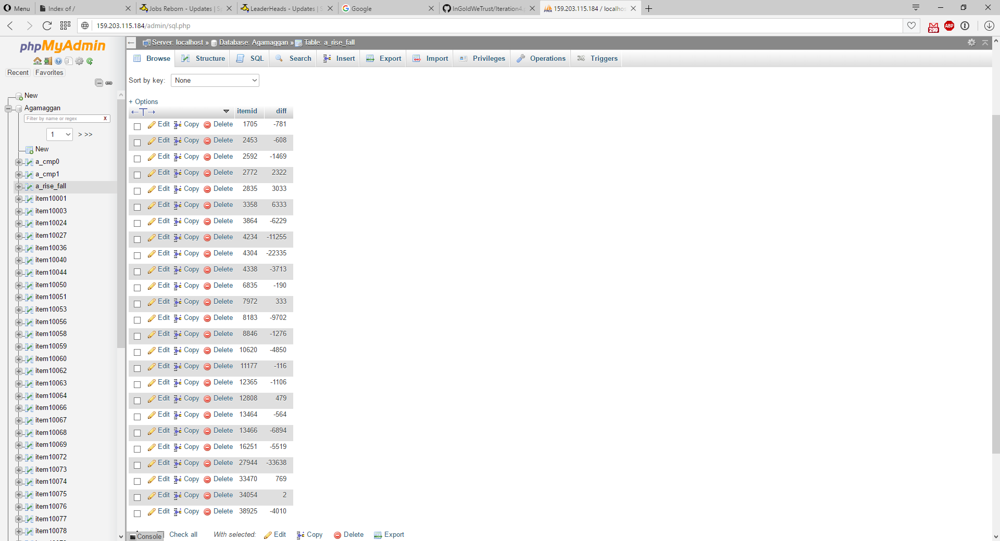 Menu
Index of /
Jobs Reborn - Updates | Sp
LeaderHeads - Updates | S
Google
InGoldWeTrust/Iteration4.p
159.203.115.184 / localhos
159.203.115.184/admin/sql.php
299
ABP
phpMyAdmin
Recent
Favorites
New
Agamaggan
Filter by name or regex
X
1
> >>
New
a_cmp0
a_cmp1
a_rise_fall
item10001
item10003
item10024
item10027
item10036
item10040
item10044
item10050
item10051
item10053
item10056
item10058
item10059
item10060
item10062
item10063
item10064
item10066
item10067
item10068
item10069
item10072
item10073
item10074
item10075
item10076
item10077
item10078
Server: localhost » Database: Agamaggan » Table: a_rise_fall
Browse Structure SQL Search Insert Export Import Privileges Operations Triggers
Sort by key: None
+ Options
←T→ itemid diff
Edit Copy Delete 1705 -781
Edit Copy Delete 2453 -608
Edit Copy Delete 2592 -1469
Edit Copy Delete 2772 2322
Edit Copy Delete 2835 3033
Edit Copy Delete 3358 6333
Edit Copy Delete 3864 -6229
Edit Copy Delete 4234 -11255
Edit Copy Delete 4304 -22335
Edit Copy Delete 4338 -3713
Edit Copy Delete 6835 -190
Edit Copy Delete 7972 333
Edit Copy Delete 8183 -9702
Edit Copy Delete 8846 -1276
Edit Copy Delete 10620 -4850
Edit Copy Delete 11177 -116
Edit Copy Delete 12365 -1106
Edit Copy Delete 12808 479
Edit Copy Delete 13464 -564
Edit Copy Delete 13466 -6894
Edit Copy Delete 16251 -5519
Edit Copy Delete 27944 -33638
Edit Copy Delete 33470 769
Edit Copy Delete 34054 2
Edit Copy Delete 38925 -4010
Console
Check all With selected: Edit Copy Delete Export